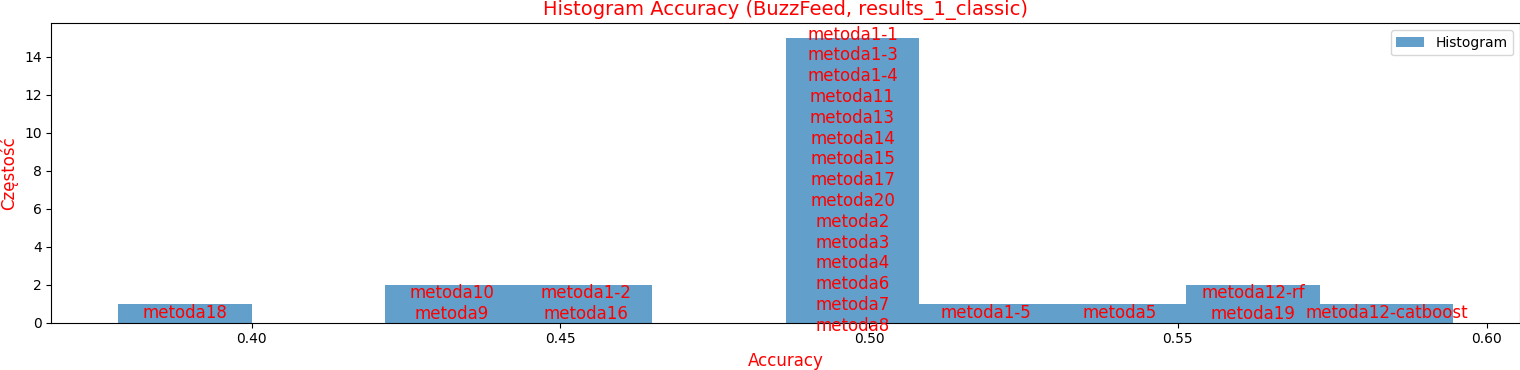 Histogram Accuracy (BuzzFeed, results_1_classic)
Histogram
Częstość
14
12
10
8
6
4
2
0
metoda18
metoda10
metoda9
metoda1-2
metoda16
metoda1-1
metoda1-3
metoda1-4
metoda11
metoda13
metoda14
metoda15
metoda17
metoda20
metoda2
metoda3
metoda4
metoda6
metoda7
metoda8
metoda1-5
metoda5
metoda12-rf
metoda19
metoda12-catboost
0.40 0.45 0.50 0.55 0.60
Accuracy